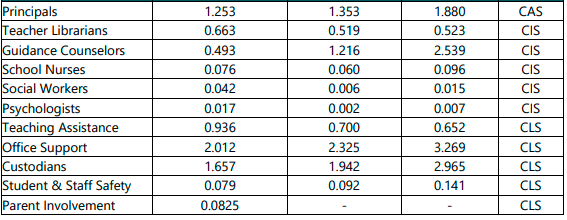 Principals 1.253 1.353 1.880 CAS
Teacher Librarians 0.663 0.519 0.523 CIS
Guidance Counselors 0.493 1.216 2.539 CIS
School Nurses 0.076 0.060 0.096 CIS
Social Workers 0.042 0.006 0.015 CIS
Psychologists 0.017 0.002 0.007 CIS
Teaching Assistance 0.936 0.700 0.652 CLS
Office Support 2.012 2.325 3.269 CLS
Custodians 1.657 1.942 2.965 CLS
Student & Staff Safety 0.079 0.092 0.141 CLS
Parent Involvement 0.0825 - - CLS